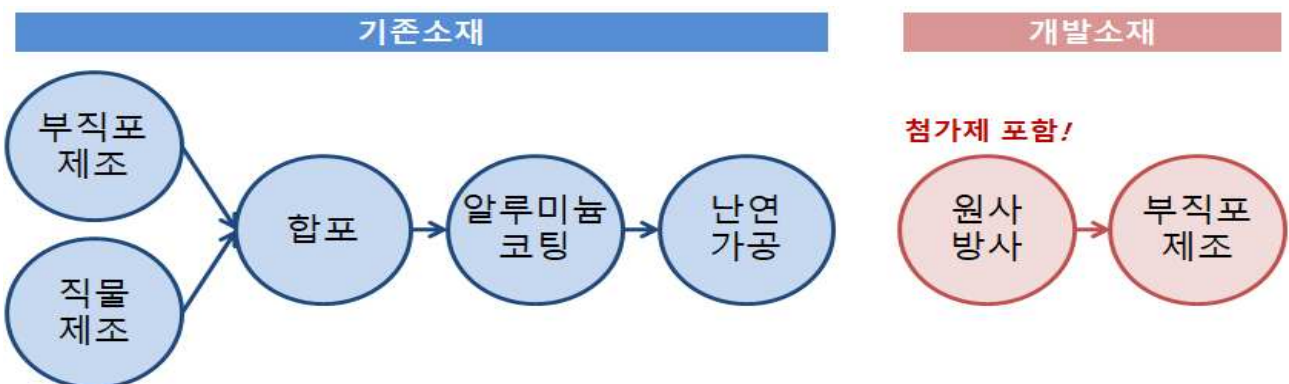 기존소재
부직포
제조
직물
제조
합포
알루미늄
코팅
난연
가공
개발소재
첨가제 포함!
원사
방사
부직포
제조